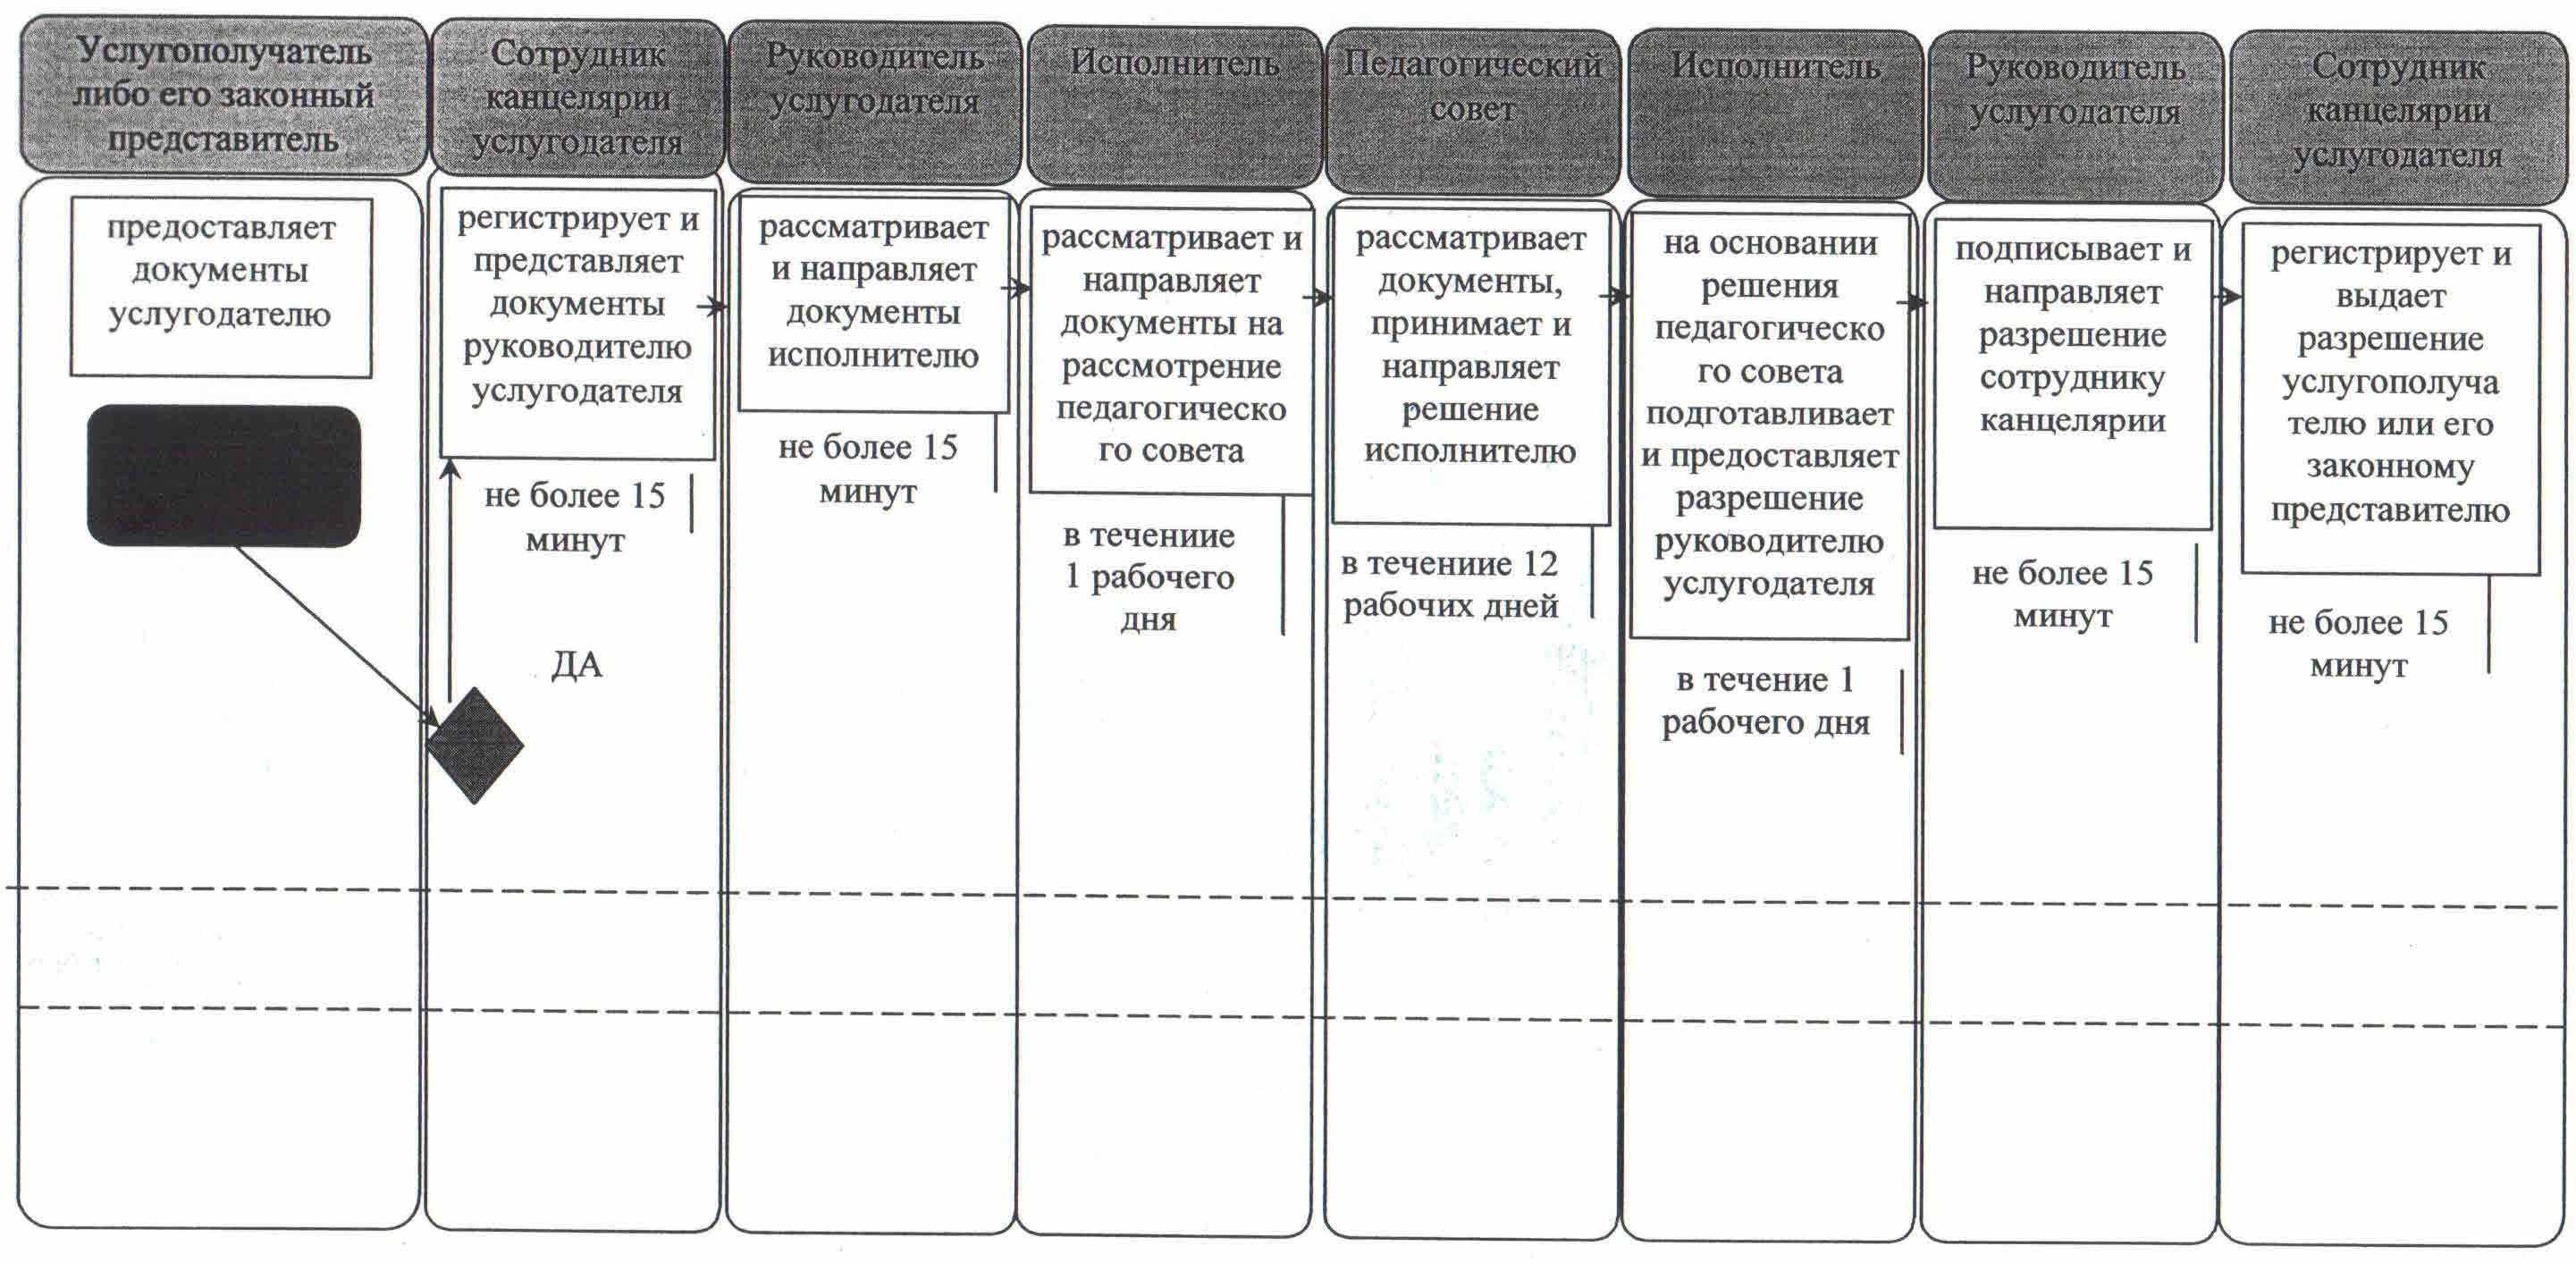 Услугополучатель
либо его законный
представитель
Сотрудник
канцелярии
услугодателя
Руководитель
услугодателя
Исполнитель
Педагогический
совет
Исполнитель
Руководитель
услугодателя
Сотрудник
канцелярии
услугодателя
предоставляет
документы
услугодателю
регистрирует и
представляет
документы
руководителю
услугодателя
не более 15
минут
ДА
рассматривает
и направляет
документы
исполнителю
не более 15
минут
рассматривает и
направляет
документы на
рассмотрение
педагогическо
го совета
в течениие
1 рабочего
дня
рассматривает
документы,
принимает и
направляет
решение
исполнителю
в течениие 12
рабочих дней
на основании
решения
педагогическо
го совета
подготавливает
и предоставляет
разрешение
руководителю
услугодателя
в течение 1
рабочего дня
подписывает и
направляет
разрешение
сотруднику
канцелярии
не более 15
минут
регистрирует и
выдает
разрешение
услугополуча
телю или его
законному
представителю
не более 15
минут